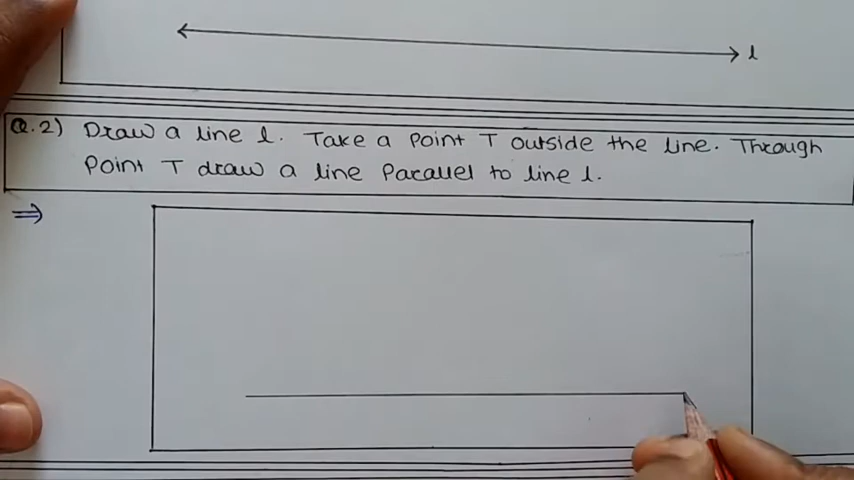 l
Q.2) Draw a line l. Take a point T outside the line. Through
point T draw a line parallel to line l.